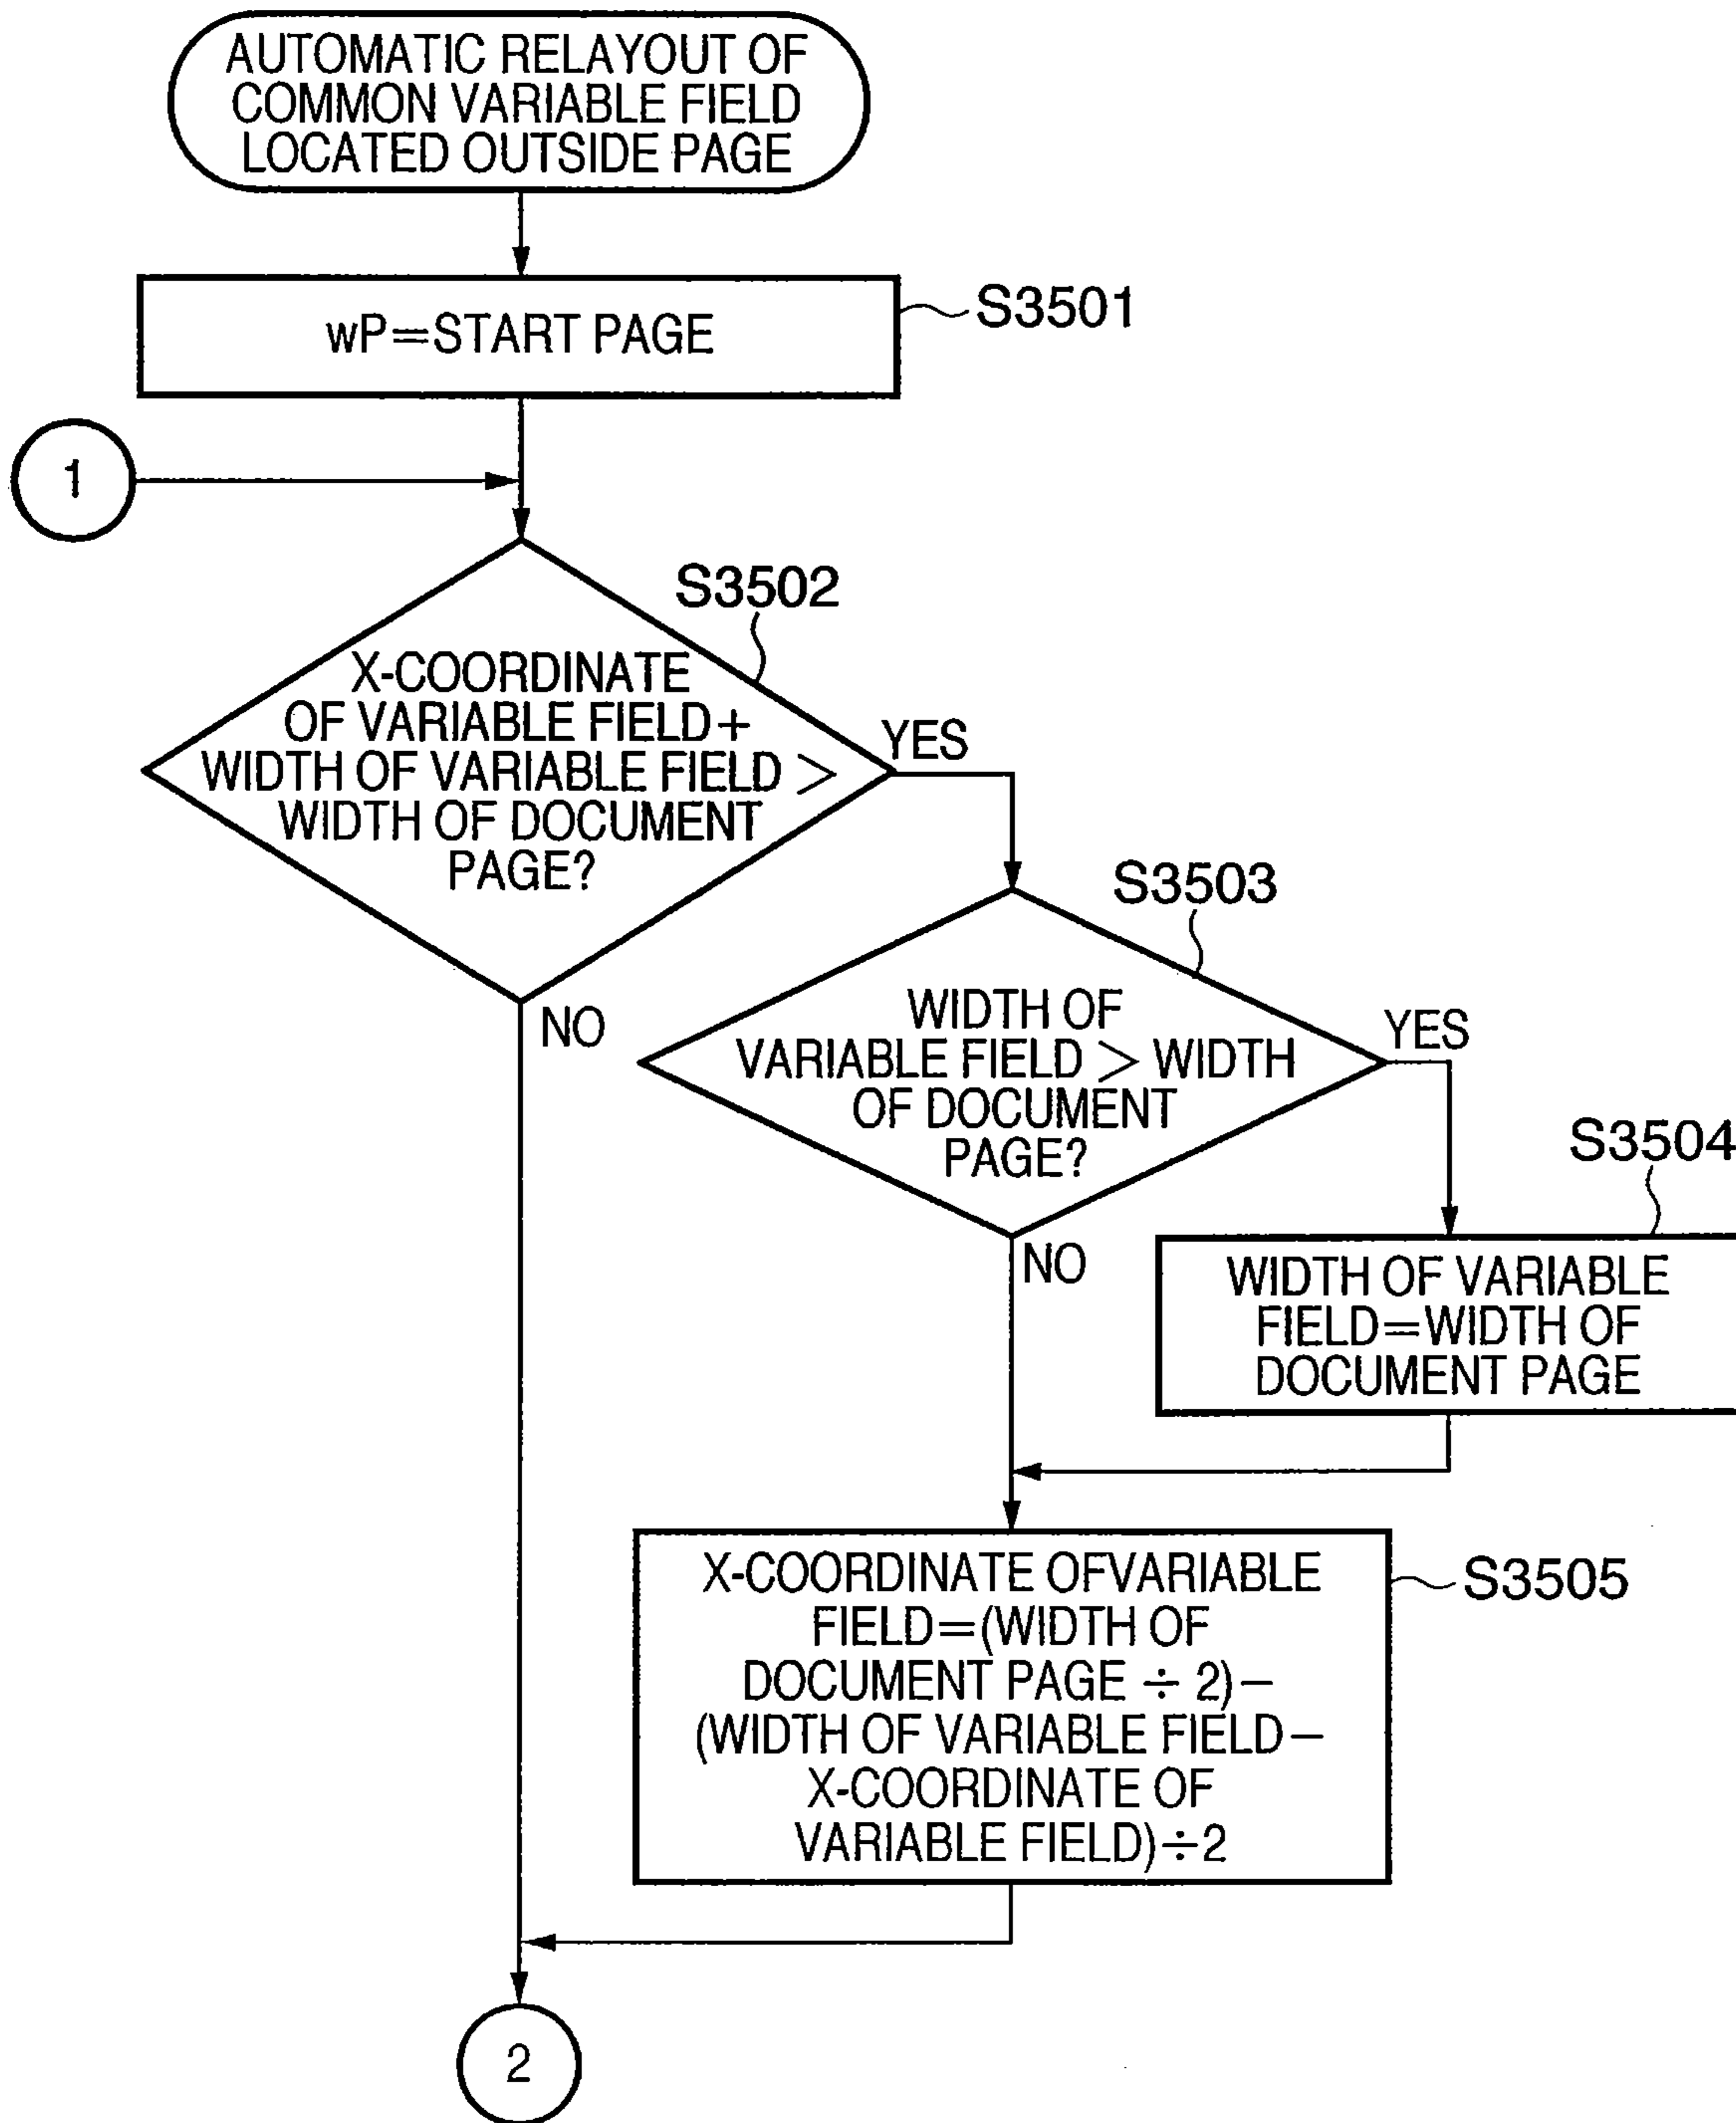 AUTOMATIC RELAYOUT OF
COMMON VARIABLE FIELD
LOCATED OUTSIDE PAGE
wP=START PAGE
S3501
1
S3502
X-COORDINATE
OF VARIABLE FIELD+
WIDTH OF VARIABLE FIELD >
WIDTH OF DOCUMENT
PAGE?
YES
NO
S3503
WIDTH OF
VARIABLE FIELD > WIDTH
OF DOCUMENT
PAGE?
YES
NO
S3504
WIDTH OF VARIABLE
FIELD=WIDTH OF
DOCUMENT PAGE
X-COORDINATE OFVARIABLE
FIELD=(WIDTH OF
DOCUMENT PAGE ÷ 2)−
(WIDTH OF VARIABLE FIELD−
X-COORDINATE OF
VARIABLE FIELD)÷2
S3505
2